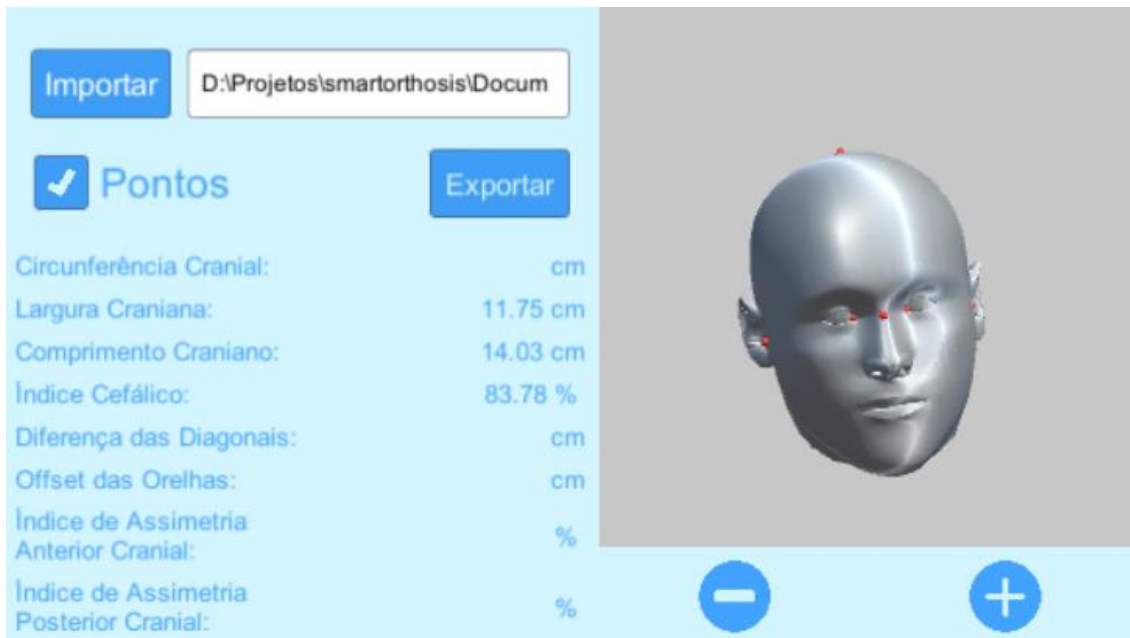 Importar D:\Projetos\smartorthosis\Docum
Pontos Exportar
Circunferência Cranial: cm
Largura Craniana: 11.75 cm
Comprimento Craniano: 14.03 cm
Índice Cefálico: 83.78 %
Diferença das Diagonais: cm
Offset das Orelhas: cm
Índice de Assimetria
Anterior Cranial: %
Índice de Assimetria
Posterior Cranial: %